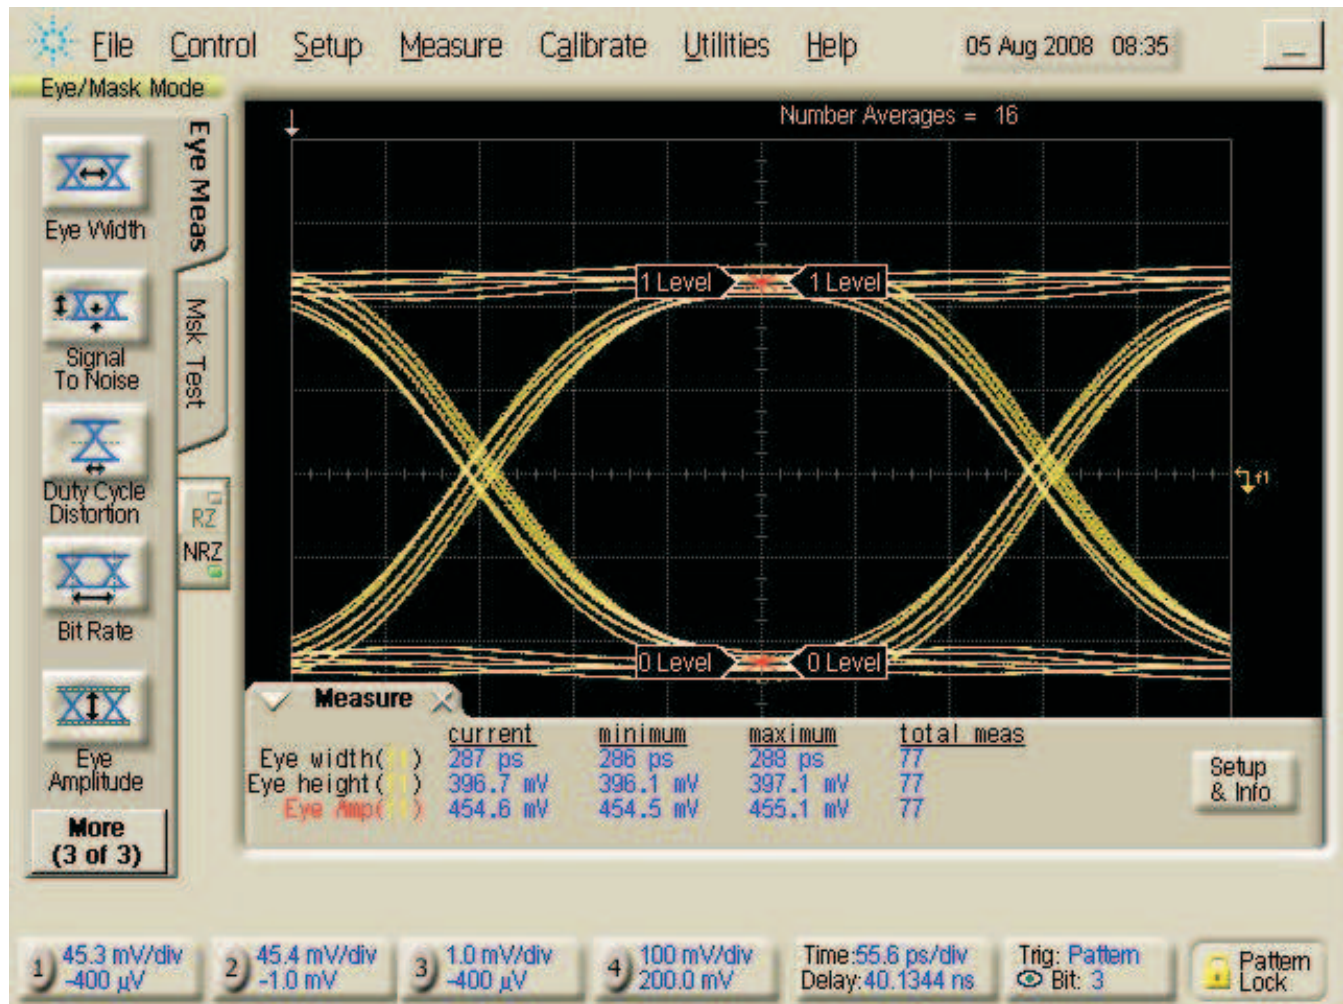 File Control Setup Measure Calibrate Utilities Help 05 Aug 2008 08:35
Eye/Mask Mode
Number Averages = 16
Eye Meas
Msk Test
Eye Width
Signal
To Noise
Duty Cycle
Distortion
RZ
NRZ
Bit Rate
Eye
Amplitude
More
(3 of 3)
1 Level 1 Level
f1
0 Level 0 Level
Measure
current minimum maximum total meas
Eye width(f1) 287 ps 286 ps 288 ps 77
Eye height(f1) 396.7 mV 396.1 mV 397.1 mV 77
Eye Amp(f1) 454.6 mV 454.5 mV 455.1 mV 77
Setup
& Info
1) 45.3 mV/div
-400 µV
2) 45.4 mV/div
-1.0 mV
3) 1.0 mV/div
-400 µV
4) 100 mV/div
200.0 mV
Time:55.6 ps/div
Delay:40.1344 ns
Trig: Pattern
Bit: 3
Pattern
Lock